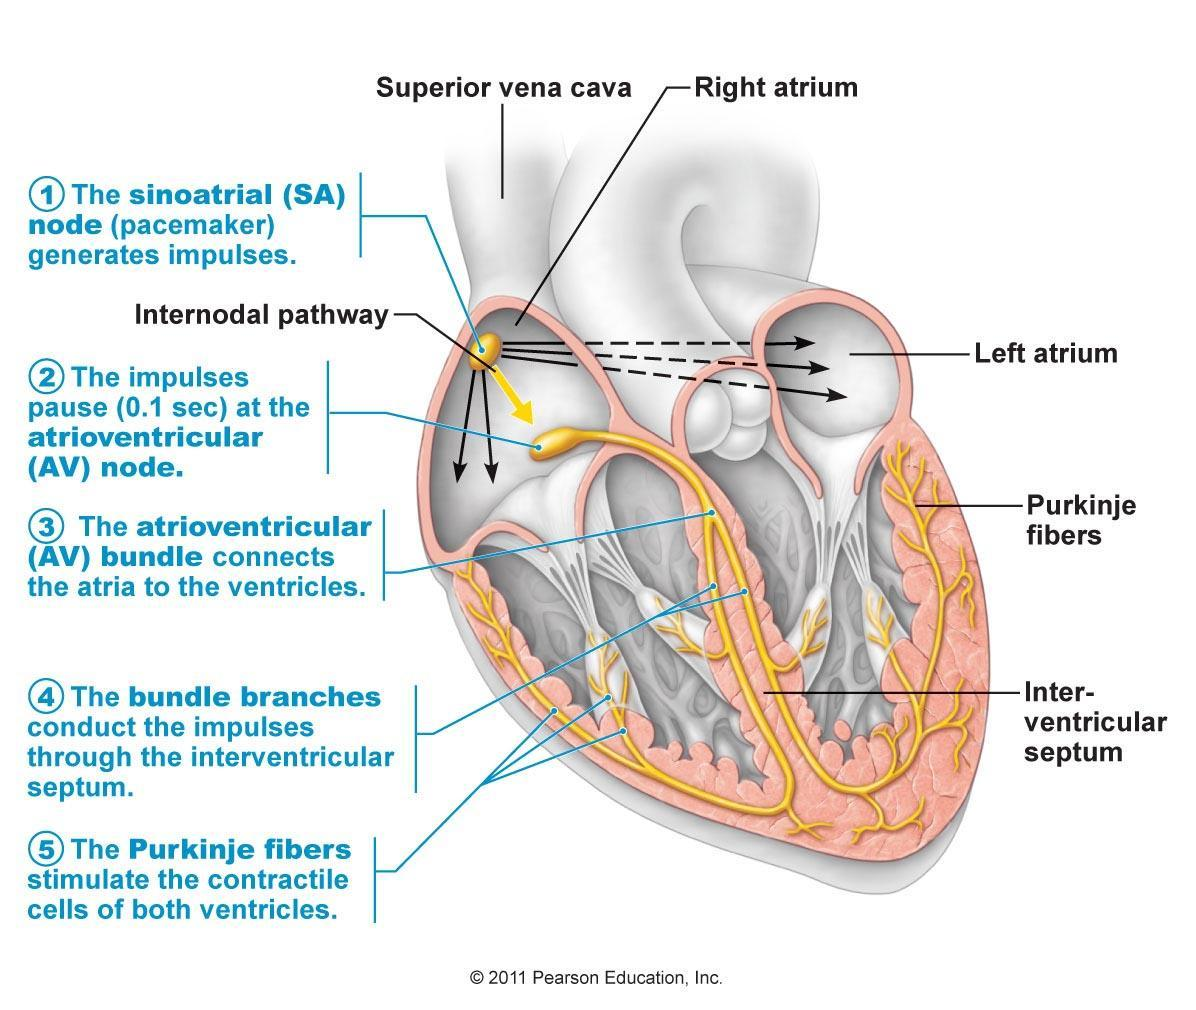 Superior vena cava
Right atrium
① The sinoatrial (SA)
node (pacemaker)
generates impulses.
Internodal pathway
② The impulses
pause (0.1 sec) at the
atrioventricular
(AV) node.
Left atrium
③ The atrioventricular
(AV) bundle connects
the atria to the ventricles.
Purkinje
fibers
④ The bundle branches
conduct the impulses
through the interventricular
septum.
Inter-
ventricular
septum
⑤ The Purkinje fibers
stimulate the contractile
cells of both ventricles.
© 2011 Pearson Education, Inc.